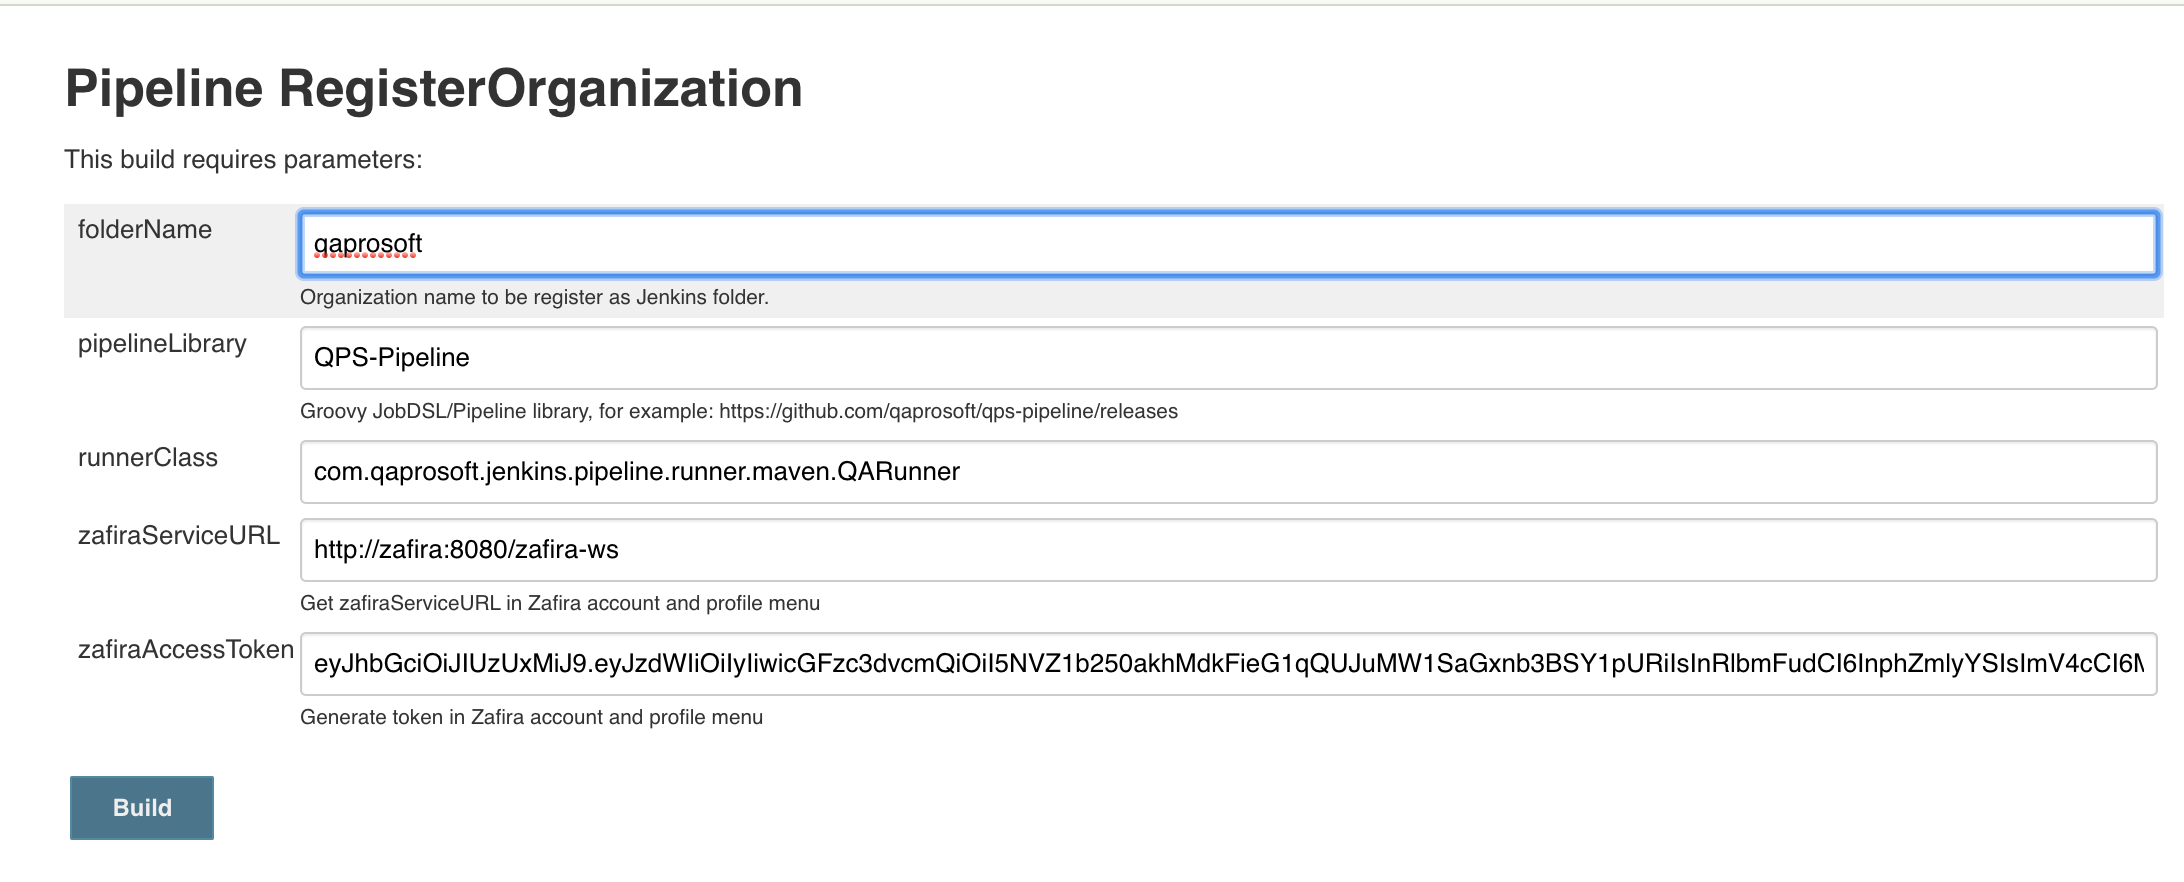 Pipeline RegisterOrganization
This build requires parameters:
folderName
qaprosoft
Organization name to be register as Jenkins folder.
pipelineLibrary
QPS-Pipeline
Groovy JobDSL/Pipeline library, for example: https://github.com/qaprosoft/qps-pipeline/releases
runnerClass
com.qaprosoft.jenkins.pipeline.runner.maven.QARunner
zafiraServiceURL
http://zafira:8080/zafira-ws
Get zafiraServiceURL in Zafira account and profile menu
zafiraAccessToken
Generate token in Zafira account and profile menu
Build